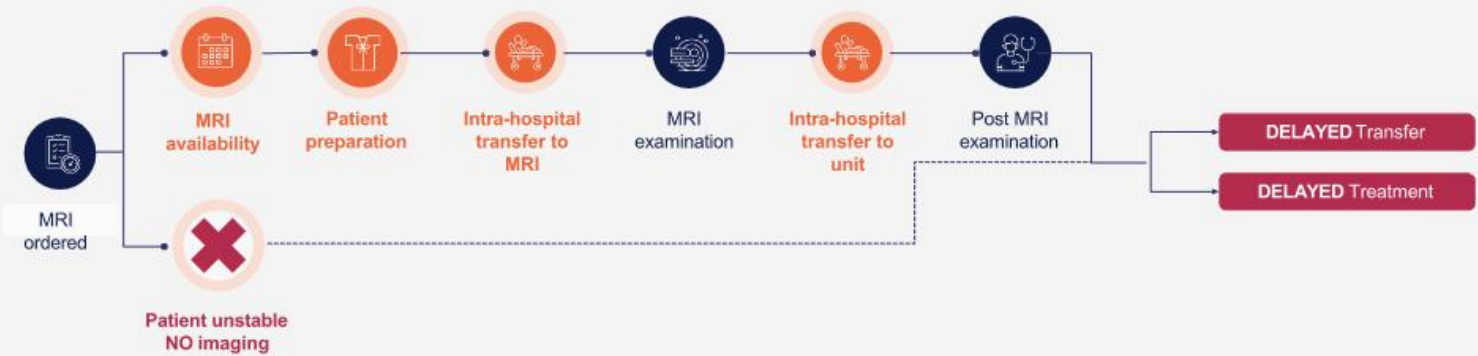 MRI
ordered
MRI
availability
Patient
preparation
Intra-hospital
transfer to
MRI
MRI
examination
Intra-hospital
transfer to
unit
Post MRI
examination
Patient unstable
NO imaging
DELAYED Transfer
DELAYED Treatment